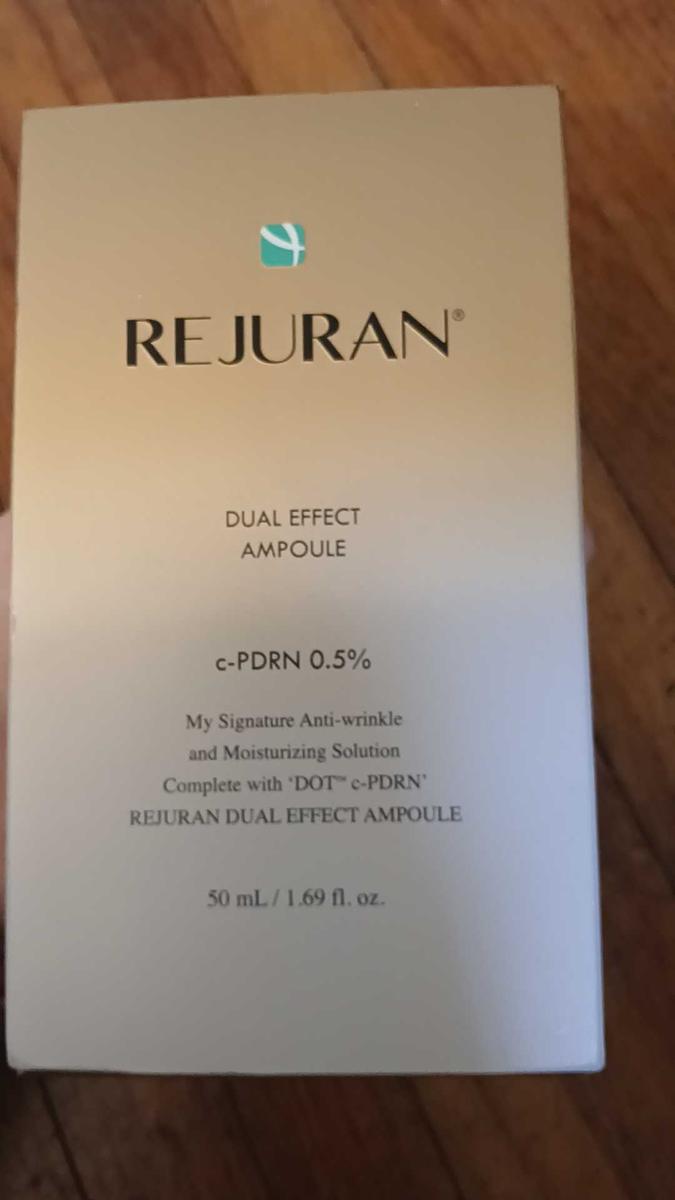 REJURAN®
DUAL EFFECT
AMPOULE
c-PDRN 0.5%
My Signature Anti-wrinkle
and Moisturizing Solution
Complete with ‘DOT™ c-PDRN’
REJURAN DUAL EFFECT AMPOULE
50 mL / 1.69 fl. oz.